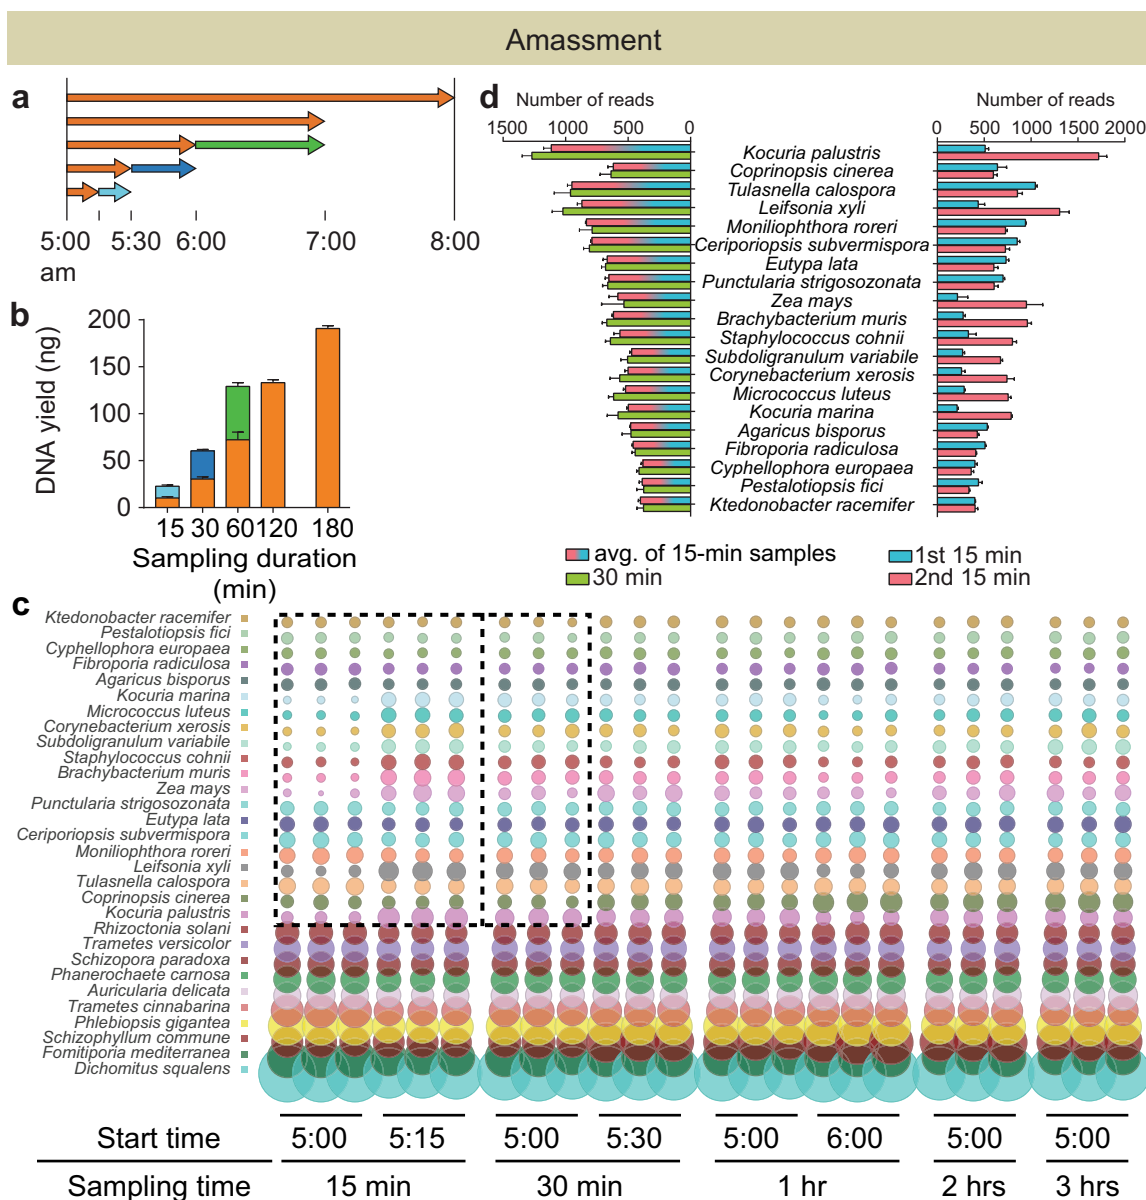 Amassment
a
5:00
am
5:30
6:00
7:00
8:00
b
DNA yield (ng)
200
150
100
50
0
15
30
60
120
180
Sampling duration
(min)
d
Number of reads
1500
1000
500
0
Number of reads
0
500
1000
1500
2000
Kocuria palustris
Coprinopsis cinerea
Tulasnella calospora
Leifsonia xyli
Moniliophthora roreri
Ceriporiopsis subvermispora
Eutypa lata
Punctularia strigosozonata
Zea mays
Brachybacterium muris
Staphylococcus cohnii
Subdoligranulum variabile
Corynebacterium xerosis
Micrococcus luteus
Kocuria marina
Agaricus bisporus
Fibroporia radiculosa
Cyphellophora europaea
Pestalotiopsis fici
Ktedonobacter racemifer
avg. of 15-min samples
30 min
1st 15 min
2nd 15 min
c
Ktedonobacter racemifer
Pestalotiopsis fici
Cyphellophora europaea
Fibroporia radiculosa
Agaricus bisporus
Kocuria marina
Micrococcus luteus
Corynebacterium xerosis
Subdoligranulum variabile
Staphylococcus cohnii
Brachybacterium muris
Zea mays
Punctularia strigosozonata
Eutypa lata
Ceriporiopsis subvermispora
Moniliophthora roreri
Leifsonia xyli
Tulasnella calospora
Coprinopsis cinerea
Kocuria palustris
Rhizoctonia solani
Trametes versicolor
Schizopora paradoxa
Phanerochaete carnosa
Auricularia delicata
Trametes cinnabarina
Phlebiopsis gigantea
Schizophyllum commune
Fomitiporia mediterranea
Dichomitus squalens
Start time 5:00 5:15 5:00 5:30 5:00 6:00 5:00 5:00
Sampling time 15 min 30 min 1 hr 2 hrs 3 hrs